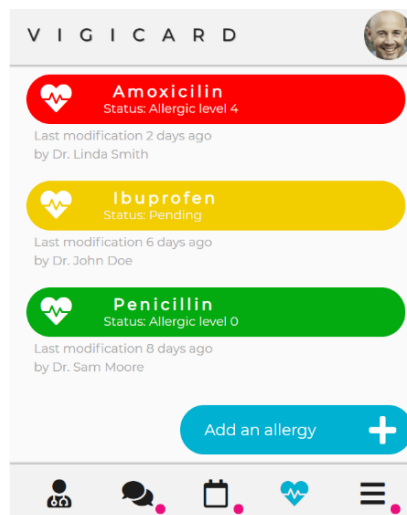 VIGICARD
Amoxicilin
Status: Allergic level 4
Last modification 2 days ago
by Dr. Linda Smith
Ibuprofen
Status: Pending
Last modification 6 days ago
by Dr. John Doe
Penicillin
Status: Allergic level 0
Last modification 8 days ago
by Dr. Sam Moore
Add an allergy